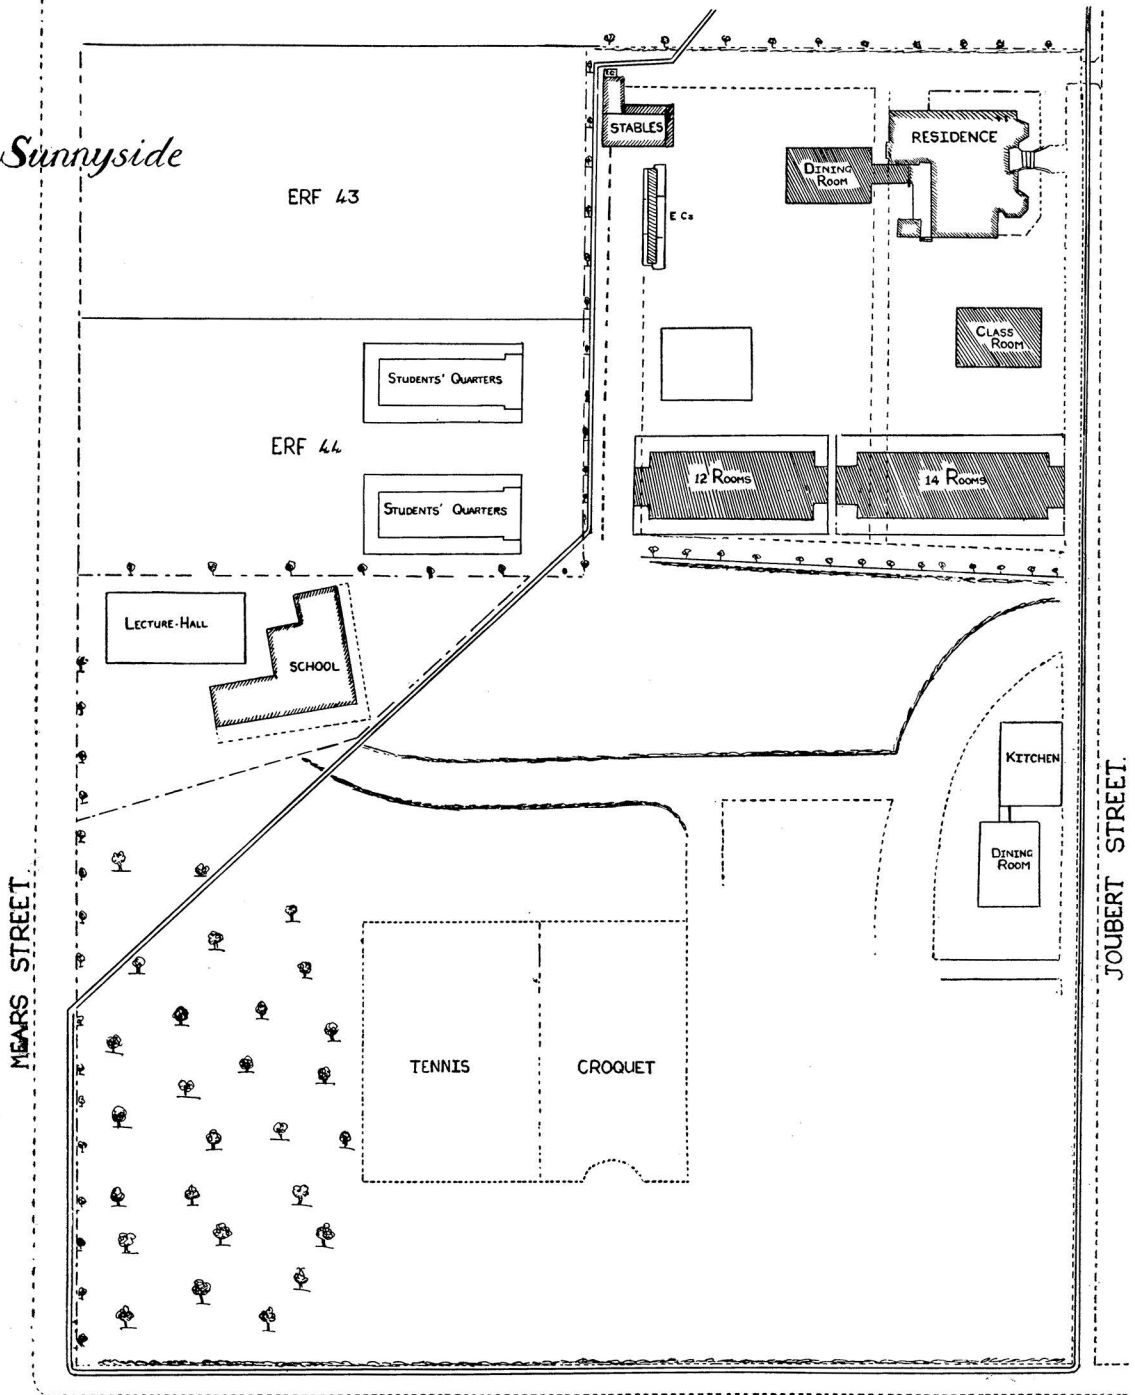 Sunnyside
ERF 43
STABLES
E Cs
DINING
ROOM
RESIDENCE
CLASS
ROOM
STUDENTS' QUARTERS
ERF 44
STUDENTS' QUARTERS
12 ROOMS
14 ROOMS
LECTURE-HALL
SCHOOL
KITCHEN
DINING
ROOM
MEARS STREET.
JOUBERT STREET.
TENNIS
CROQUET